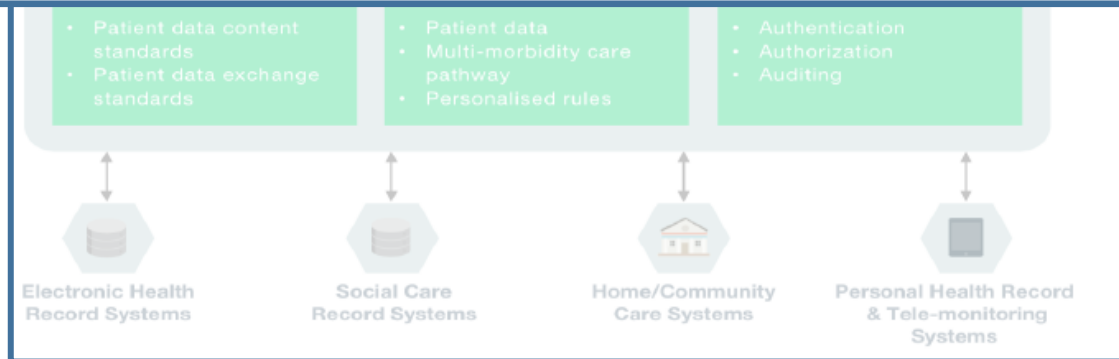 • Patient data content
standards
• Patient data exchange
standards
• Patient data
• Multi-morbidity care
pathway
• Personalised rules
• Authentication
• Authorization
• Auditing
Electronic Health
Record Systems
Social Care
Record Systems
Home/Community
Care Systems
Personal Health Record
& Tele-monitoring
Systems